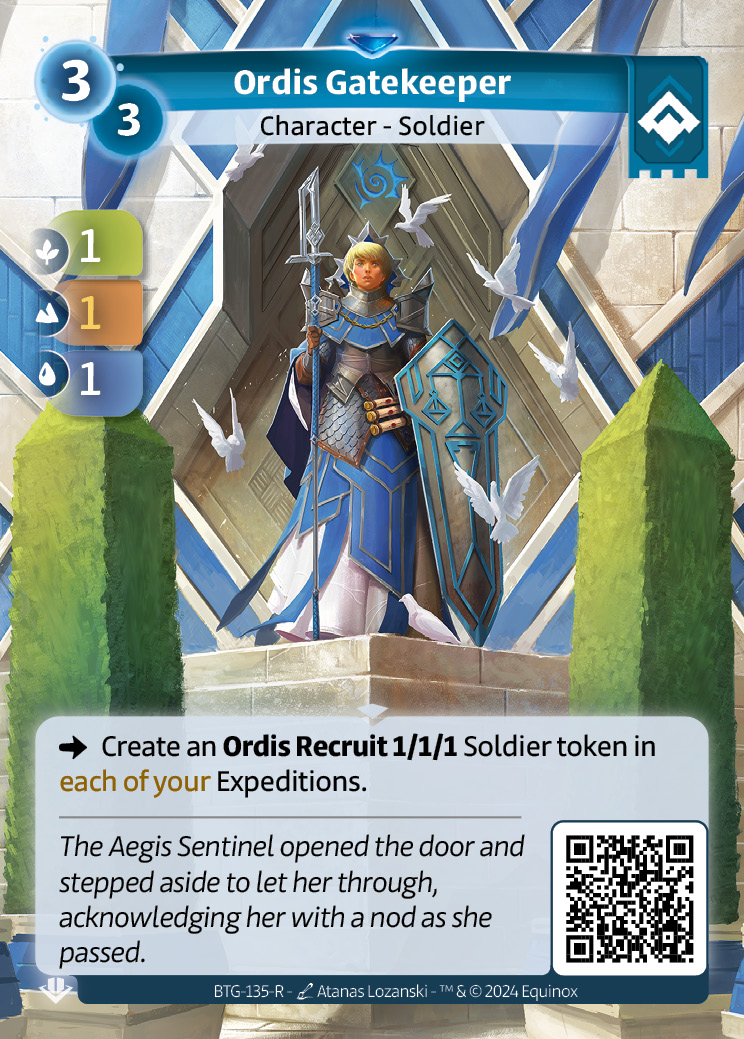 3
Ordis Gatekeeper
3
Character - Soldier
1
1
1
Create an Ordis Recruit 1/1/1 Soldier token in
each of your Expeditions.
The Aegis Sentinel opened the door and
stepped aside to let her through,
acknowledging her with a nod as she
passed.
BTG-135-R - Atanas Lozanski - ™ & © 2024 Equinox